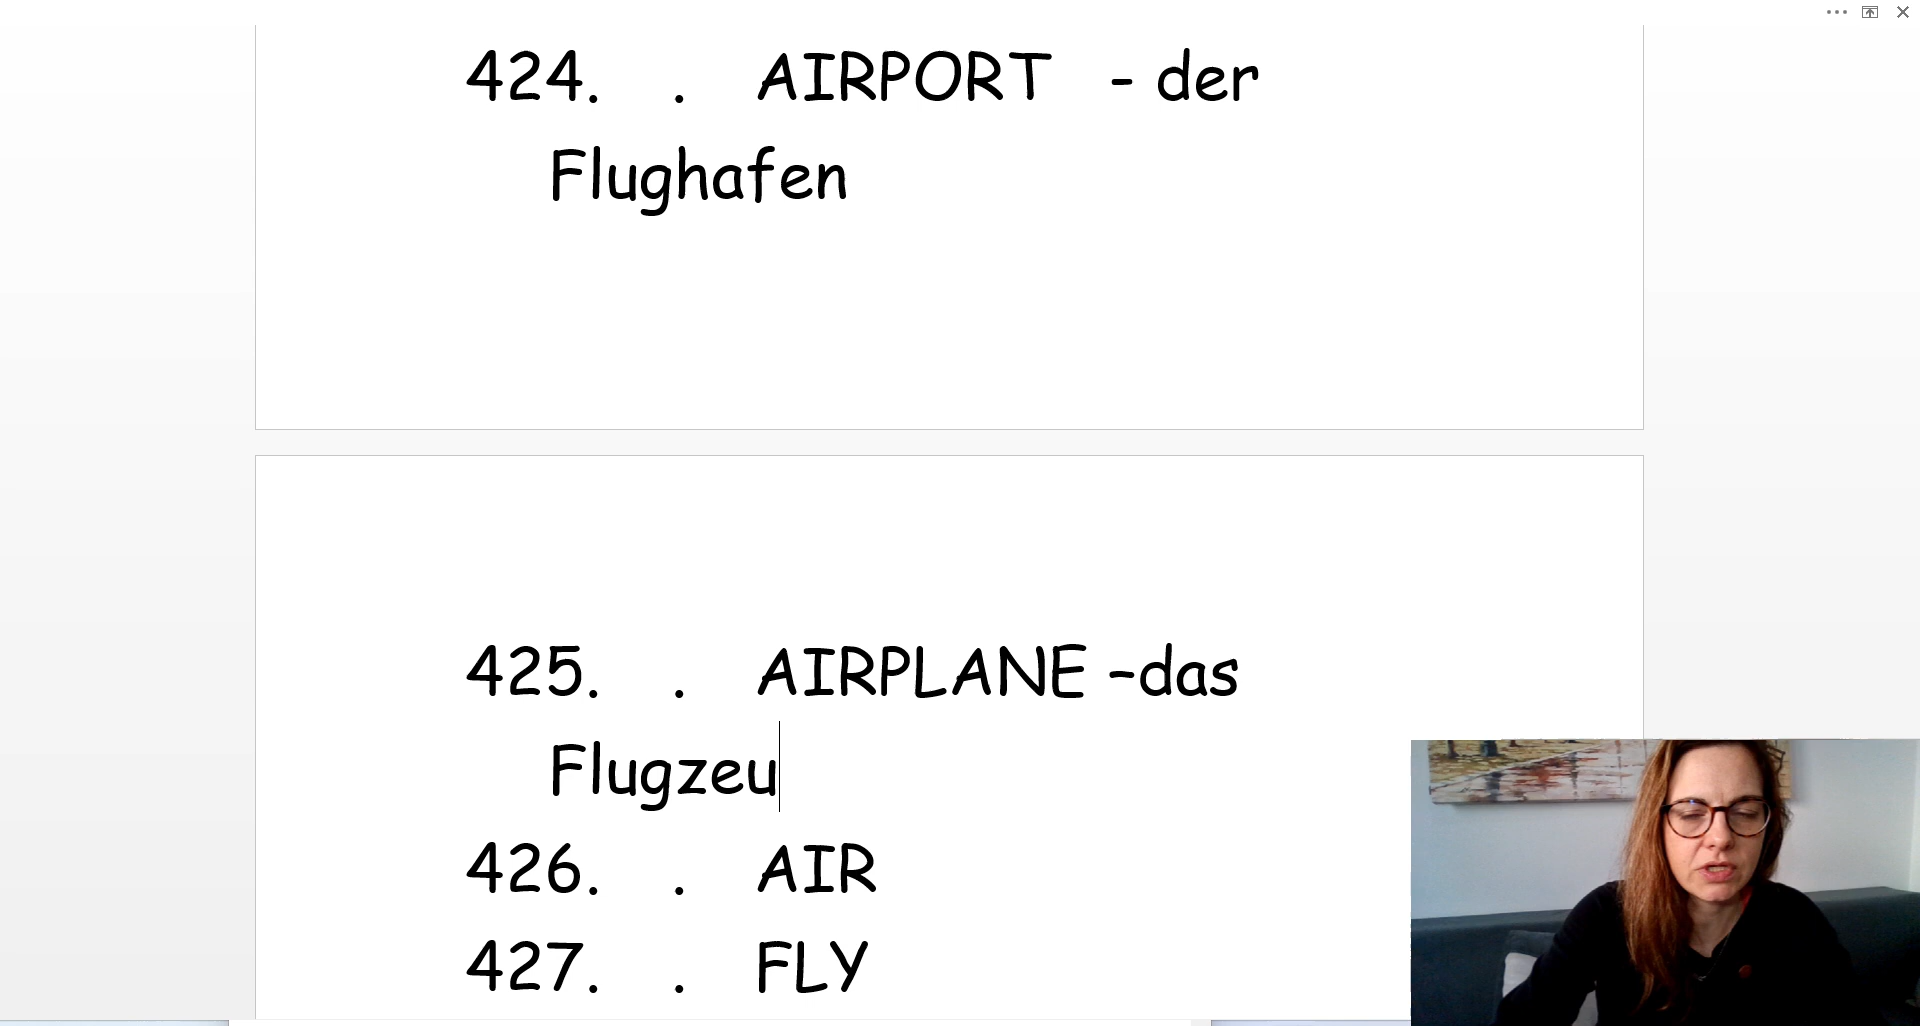 424. . AIRPORT - der
Flughafen
425. . AIRPLANE –das
Flugzeu
426. . AIR
427. . FLY